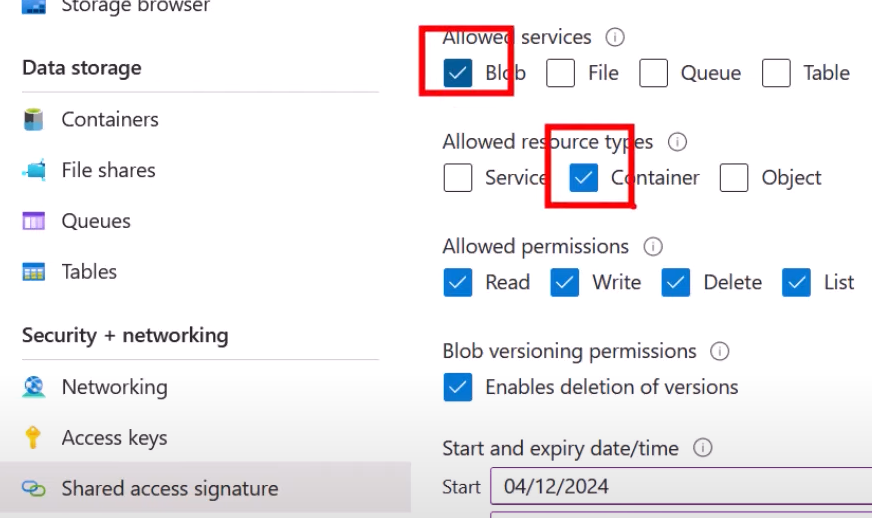 Storage browser
Data storage
Containers
File shares
Queues
Tables
Security + networking
Networking
Access keys
Shared access signature
Allowed services
Blob File Queue Table
Allowed resource types
Service Container Object
Allowed permissions
Read Write Delete List
Blob versioning permissions
Enables deletion of versions
Start and expiry date/time
Start 04/12/2024